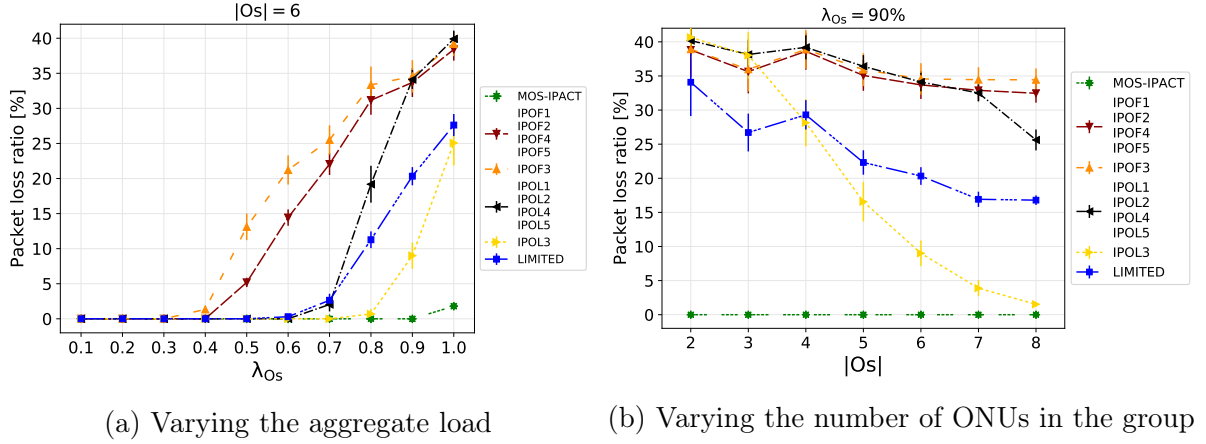 |Os| = 6
Packet loss ratio [%]
40
35
30
25
20
15
10
5
0
0.1 0.2 0.3 0.4 0.5 0.6 0.7 0.8 0.9 1.0
λOs
MOS-IPACT
IPOF1
IPOF2
IPOF4
IPOF5
IPOF3
IPOL1
IPOL2
IPOL4
IPOL5
IPOL3
LIMITED
(a) Varying the aggregate load
λOs = 90%
Packet loss ratio [%]
40
35
30
25
20
15
10
5
0
2 3 4 5 6 7 8
|Os|
MOS-IPACT
IPOF1
IPOF2
IPOF4
IPOF5
IPOF3
IPOL1
IPOL2
IPOL4
IPOL5
IPOL3
LIMITED
(b) Varying the number of ONUs in the group